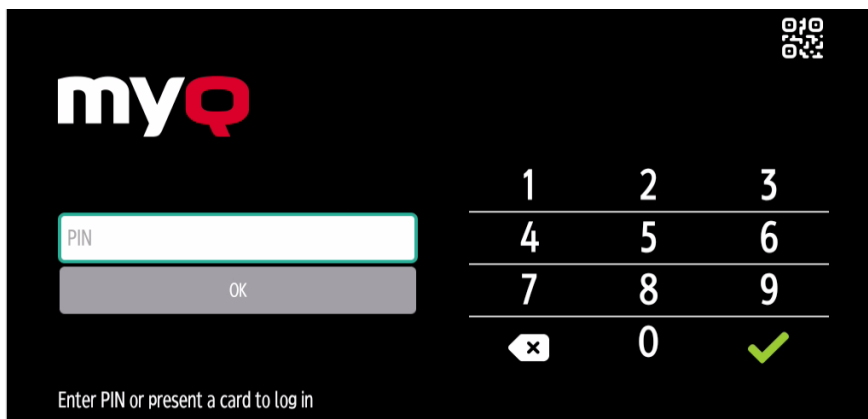 myQ
PIN
OK
1 2 3
4 5 6
7 8 9
0
Enter PIN or present a card to log in